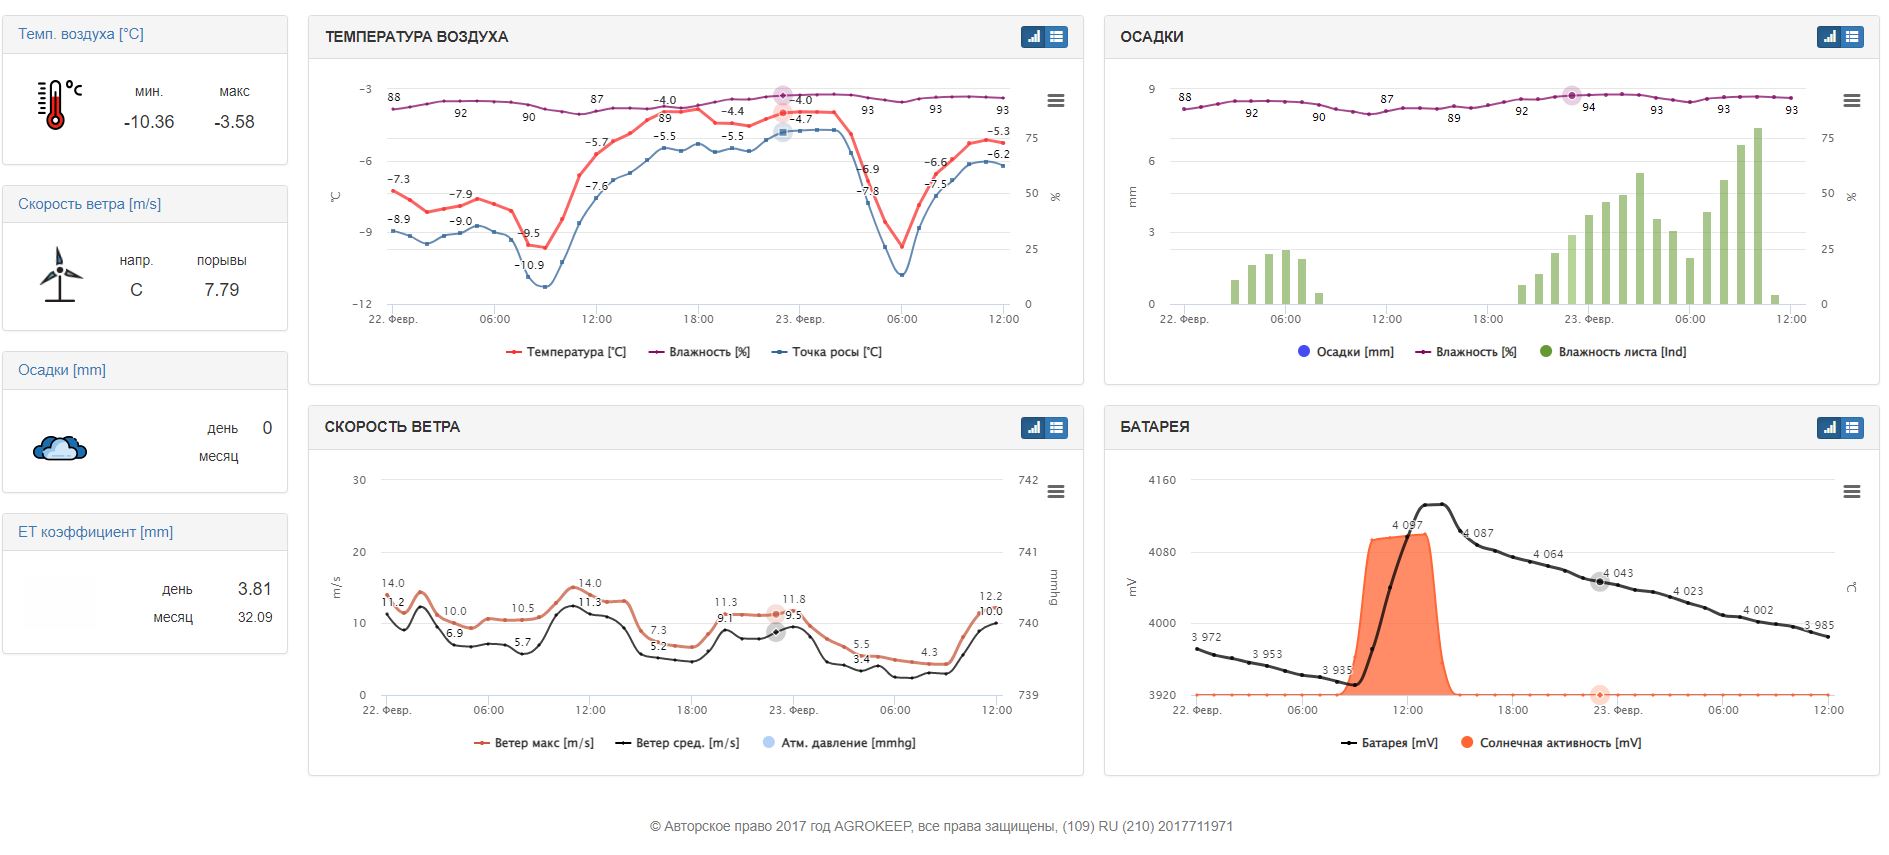 Темп. воздуха [°C]
°C
мин. макс
-10.36 -3.58
Скорость ветра [m/s]
напр. порывы
С 7.79
Осадки [mm]
день 0
месяц
ЕТ коэффициент [mm]
день 3.81
месяц 32.09
ТЕМПЕРАТУРА ВОЗДУХА
-3 -6 -9 -12
°C
88 92 90 87 89 93 93 93
-4.0 -4.0
-7.3 -7.9 -9.5 -5.7 -4.4 -6.9 -6.6 -5.3
-8.9 -9.0 -10.9 -7.6 -5.5 -5.5 -4.7 -7.8 -7.5 -6.2
75 50 25 0
%
22. Февр. 06:00 12:00 18:00 23. Февр. 06:00 12:00
Температура [°C] Влажность [%] Точка росы [°C]
ОСАДКИ
9 6 3 0
mm
88 92 90 87 89 92 94 93 93 93
75 50 25 0
%
22. Февр. 06:00 12:00 18:00 23. Февр. 06:00 12:00
Осадки [mm] Влажность [%] Влажность листа [Ind]
СКОРОСТЬ ВЕТРА
30 20 10 0
m/s
14.0 10.0 10.5 14.0 7.3 11.3 11.8 5.5 4.3 12.2
11.2 6.9 5.7 11.3 5.2 9.1 9.5 3.4 10.0
742 741 740 739
mmhg
22. Февр. 06:00 12:00 18:00 23. Февр. 06:00 12:00
Ветер макс [m/s] Ветер сред. [m/s] Атм. давление [mmhg]
БАТАРЕЯ
4160 4080 4000 3920
mV
3 972 3 953 3 935 4 097 4 087 4 064 4 043 4 023 4 002 3 985
°C
22. Февр. 06:00 12:00 18:00 23. Февр. 06:00 12:00
Батарея [mV] Солнечная активность [mV]
© Авторское право 2017 год AGROKEEP, все права защищены, (109) RU (210) 2017711971